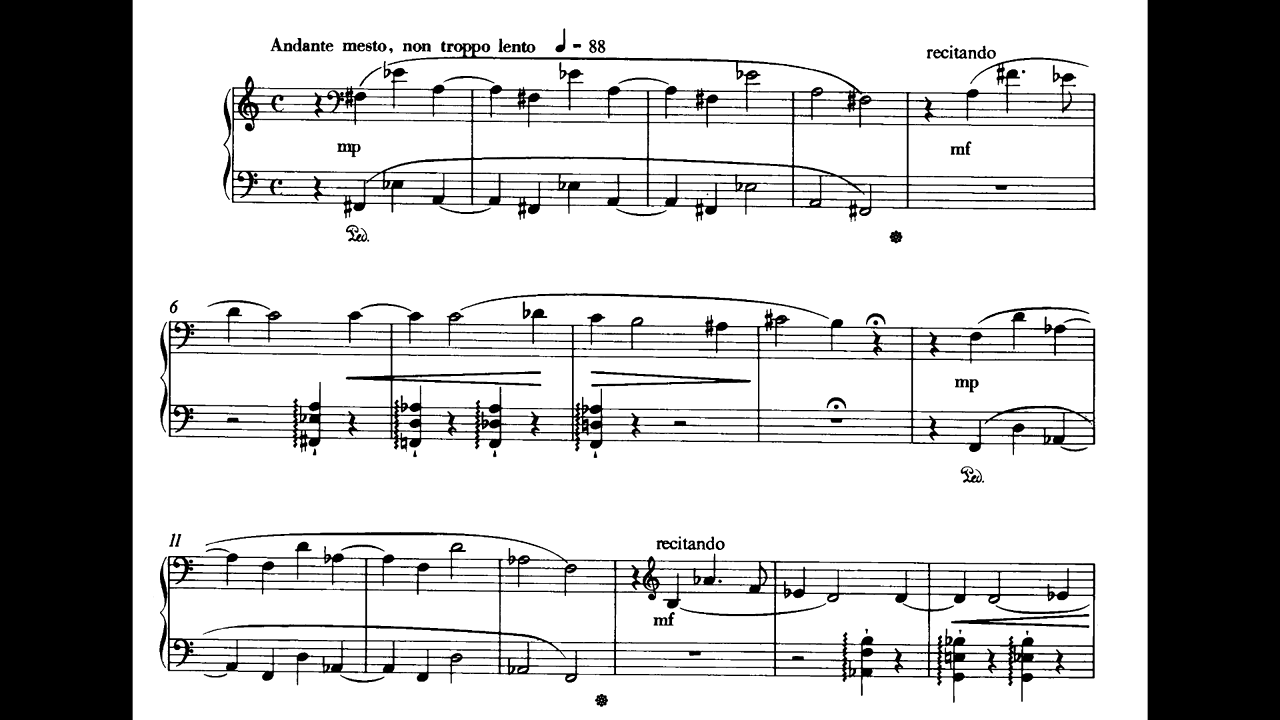 Andante mesto, non troppo lento ♩ = 88
recitando
mp
mf
Ped.
6
mp
Ped.
11
recitando
mf